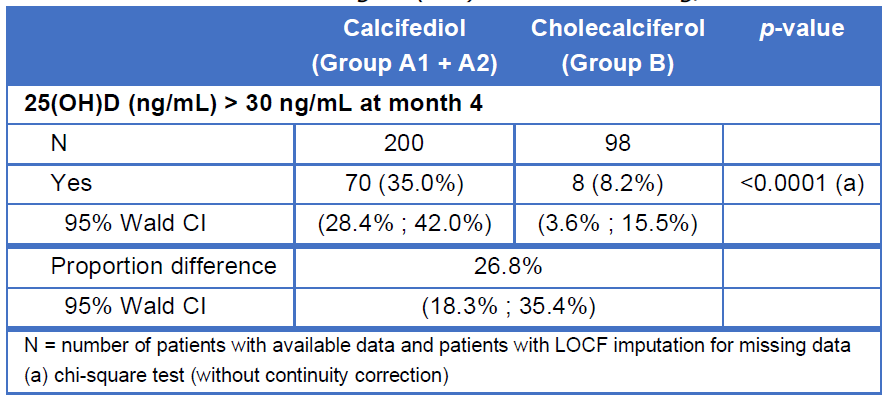 Calcifediol Cholecalciferol p-value
(Group A1 + A2) (Group B)
25(OH)D (ng/mL) > 30 ng/mL at month 4
N 200 98
Yes 70 (35.0%) 8 (8.2%) <0.0001 (a)
95% Wald CI (28.4% ; 42.0%) (3.6% ; 15.5%)
Proportion difference 26.8%
95% Wald CI (18.3% ; 35.4%)
N = number of patients with available data and patients with LOCF imputation for missing data
(a) chi-square test (without continuity correction)